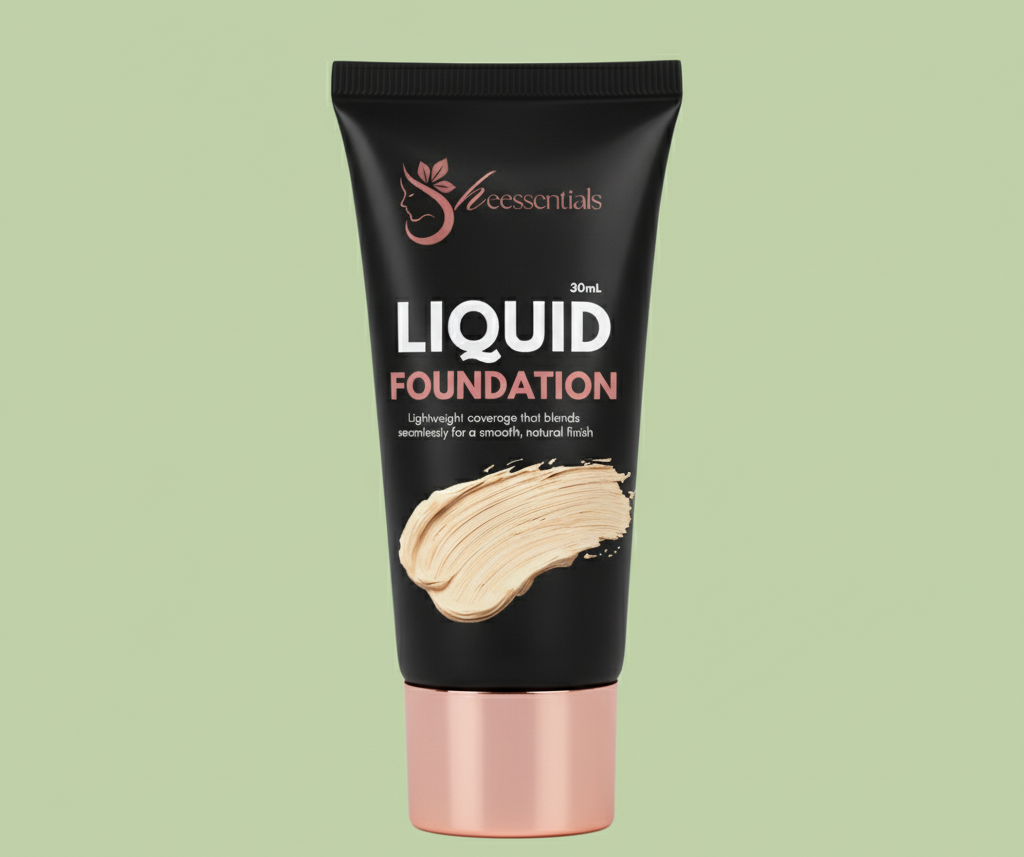 Sheessentials
30mL
LIQUID
FOUNDATION
Lightweight coverage that blends
seamlessly for a smooth, natural finish